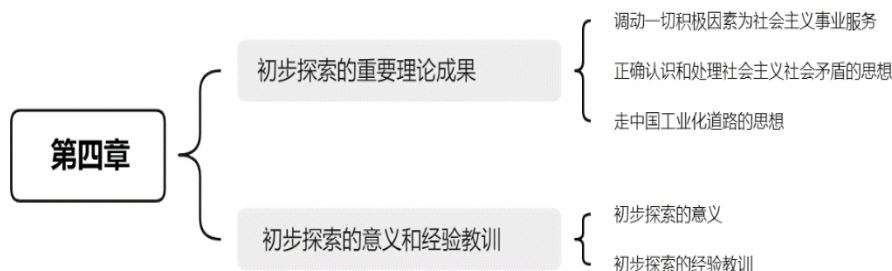 第四章
初步探索的重要理论成果
调动一切积极因素为社会主义事业服务
正确认识和处理社会主义社会矛盾的思想
走中国工业化道路的思想
初步探索的意义和经验教训
初步探索的意义
初步探索的经验教训